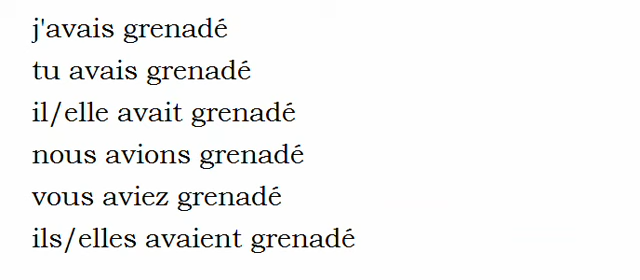 j'avais grenadé
tu avais grenadé
il/elle avait grenadé
nous avions grenadé
vous aviez grenadé
ils/elles avaient grenadé